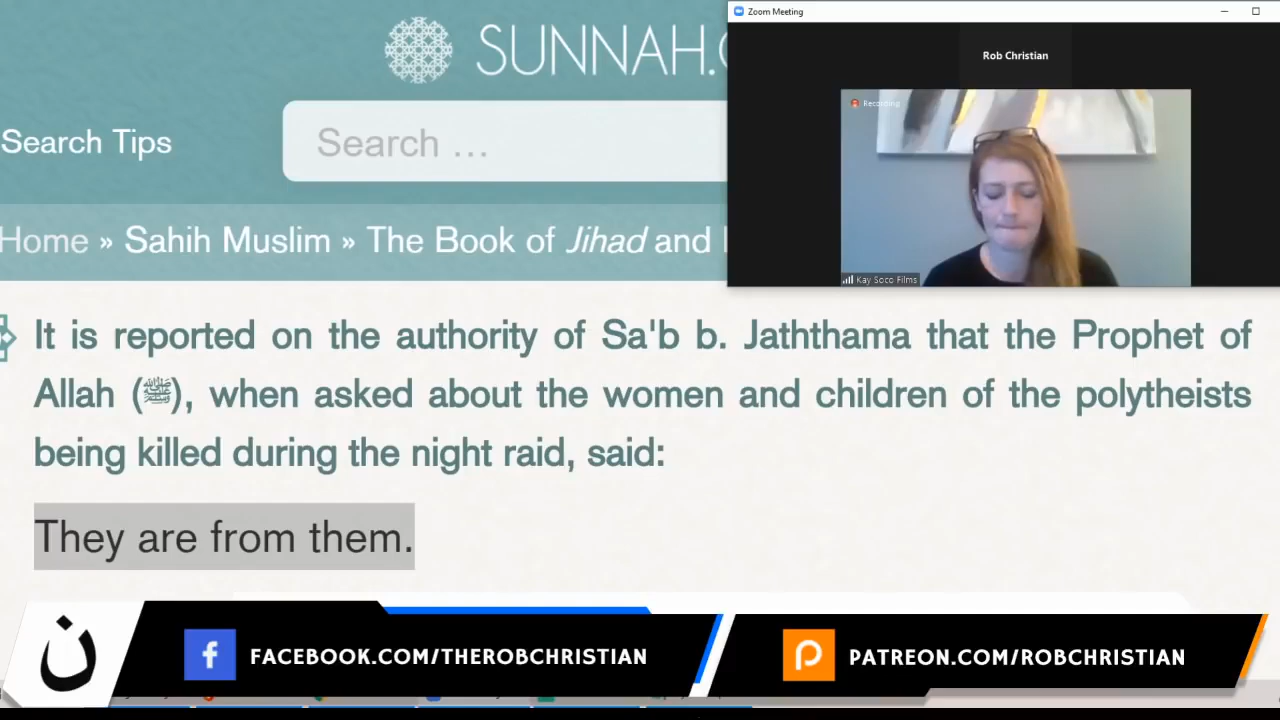 Zoom Meeting
SUNNAH.
Rob Christian
Recording
Search Tips
Search ...
Home » Sahih Muslim » The Book of Jihad and
Kay Soco Films
It is reported on the authority of Sa'b b. Jaththama that the Prophet of
Allah (ﷺ), when asked about the women and children of the polytheists
being killed during the night raid, said:
They are from them.
ن
f FACEBOOK.COM/THEROBCHRISTIAN
PATREON.COM/ROBCHRISTIAN